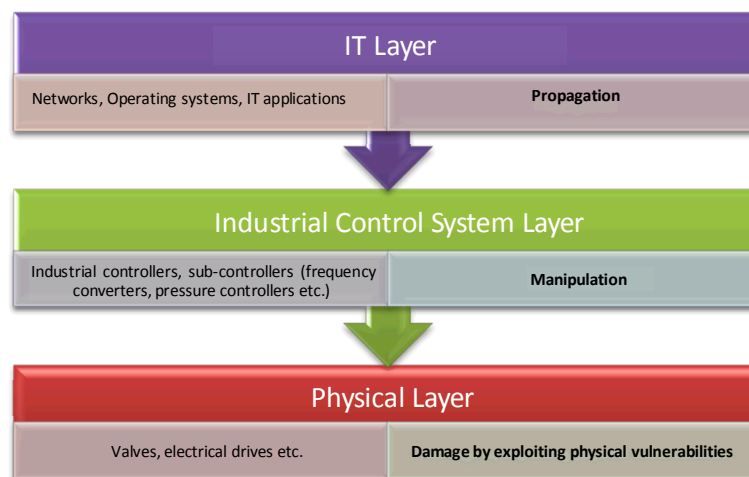 IT Layer
Networks, Operating systems, IT applications
Propagation
Industrial Control System Layer
Industrial controllers, sub-controllers (frequency
converters, pressure controllers etc.)
Manipulation
Physical Layer
Valves, electrical drives etc.
Damage by exploiting physical vulnerabilities